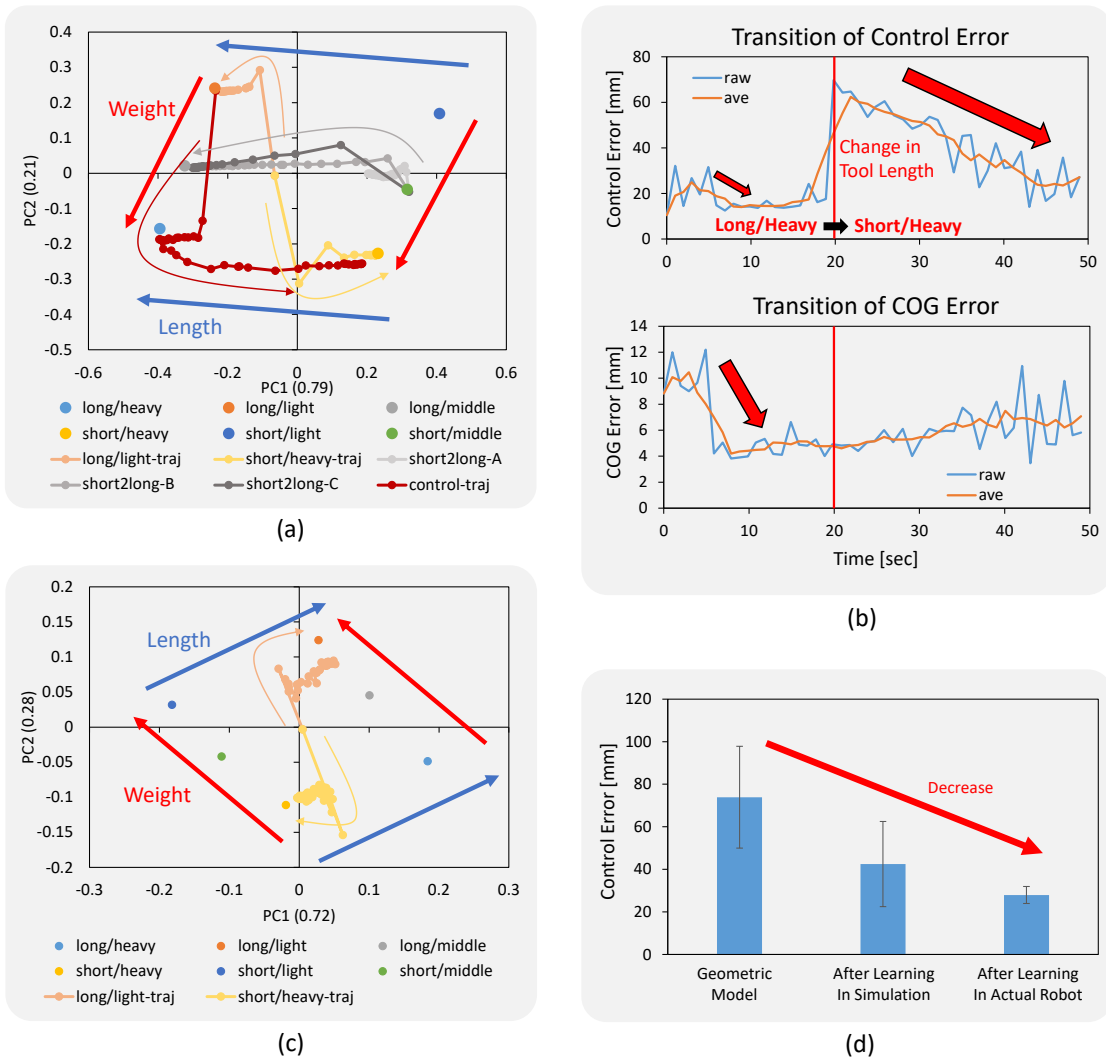 0.4
0.3
0.2
0.1
0
-0.1
-0.2
-0.3
-0.4
-0.5
PC2 (0.21)
Weight
Length
-0.6
-0.4
-0.2
0
0.2
0.4
0.6
PC1 (0.79)
long/heavy
long/light
long/middle
short/heavy
short/light
short/middle
long/light-traj
short/heavy-traj
short2long-A
short2long-B
short2long-C
control-traj
(a)
Transition of Control Error
80
60
40
20
0
Control Error [mm]
raw
ave
Change in
Tool Length
Long/Heavy
Short/Heavy
0
10
20
30
40
50
Transition of COG Error
14
12
10
8
6
4
2
0
COG Error [mm]
raw
ave
0
10
20
30
40
50
Time [sec]
(b)
0.2
0.15
0.1
0.05
0
-0.05
-0.1
-0.15
-0.2
PC2 (0.28)
Length
Weight
-0.3
-0.2
-0.1
0
0.1
0.2
0.3
PC1 (0.72)
long/heavy
long/light
long/middle
short/heavy
short/light
short/middle
long/light-traj
short/heavy-traj
(c)
120
100
80
60
40
20
0
Control Error [mm]
Decrease
Geometric
Model
After Learning
In Simulation
After Learning
In Actual Robot
(d)